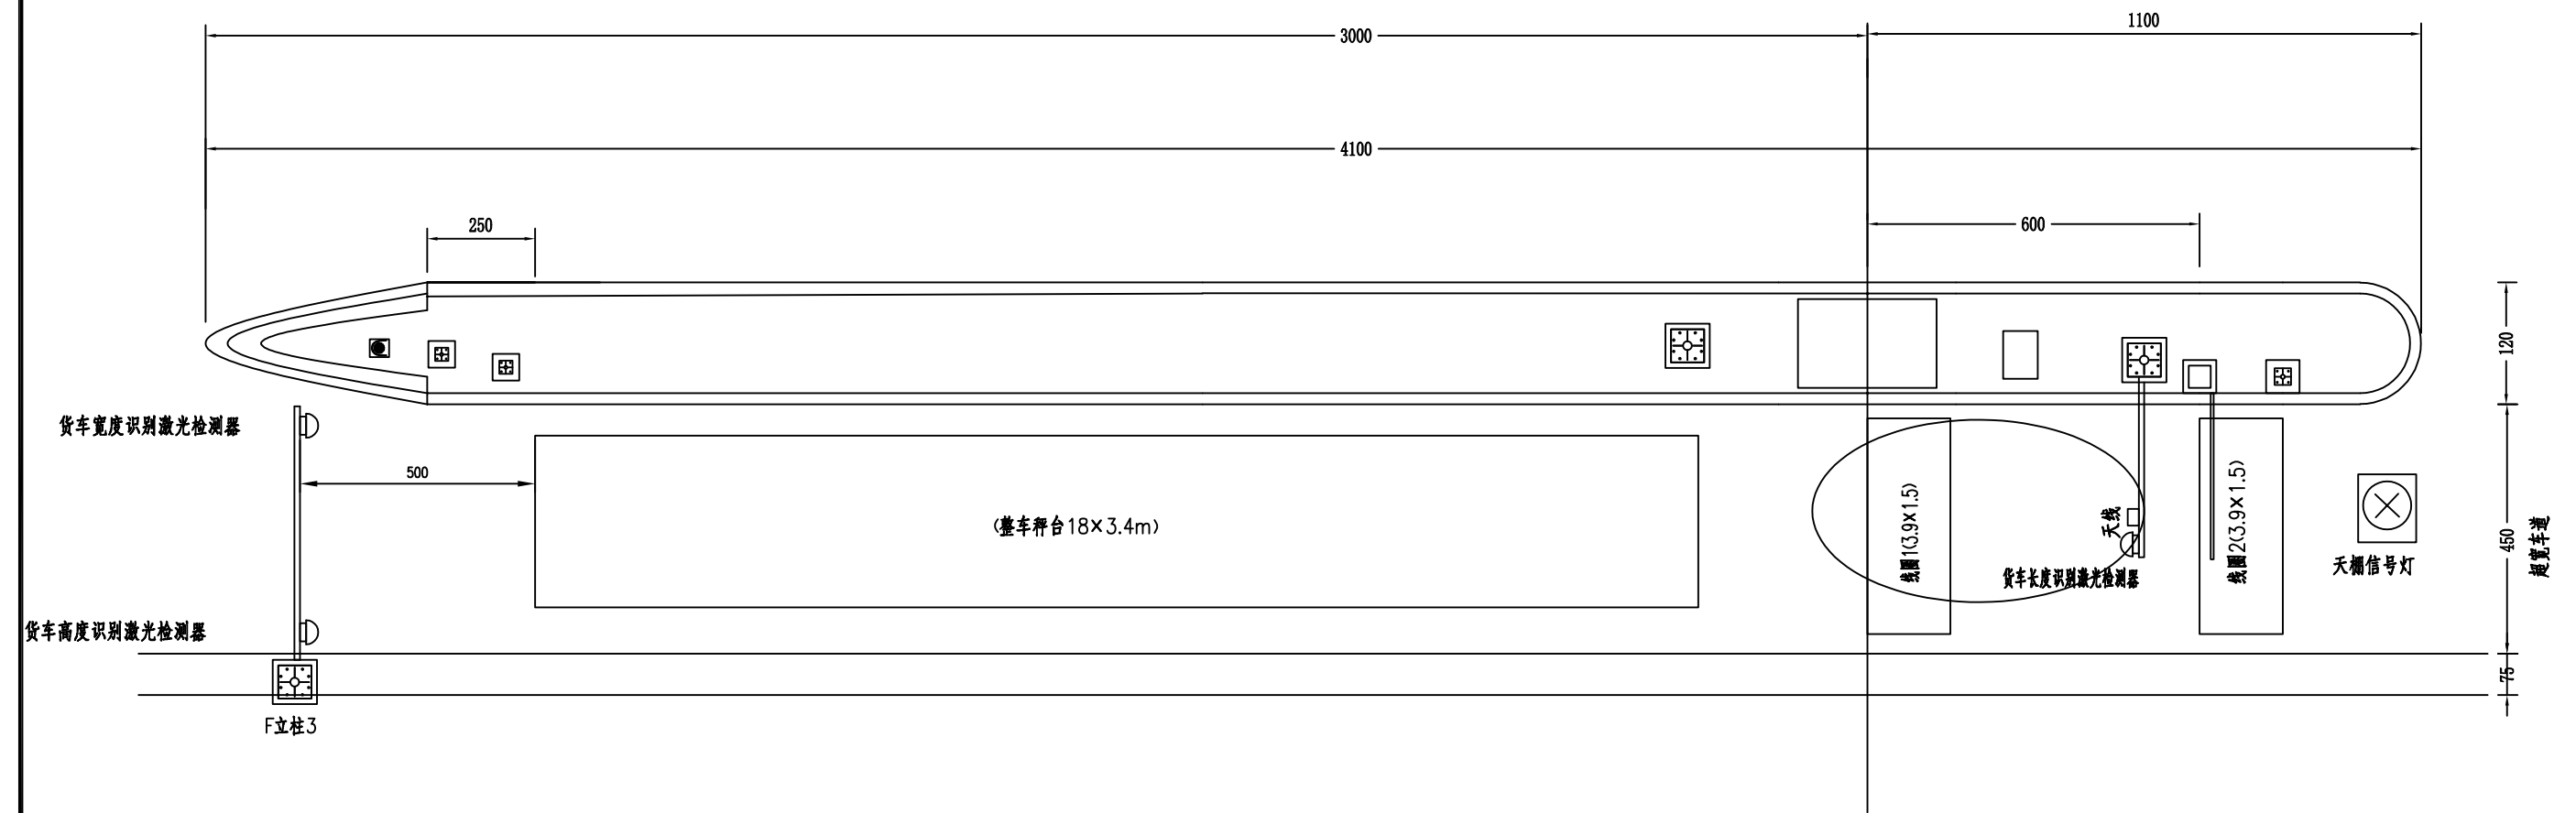 1100
3000
4100
250
600
120
货车宽度识别激光检测器
500
(整车秤台18×3.4m)
线圈1(3.9×1.5)
天线
货车长度识别激光检测器
线圈2(3.9×1.5)
天棚信号灯
450
超宽车道
货车高度识别激光检测器
75
F立柱3